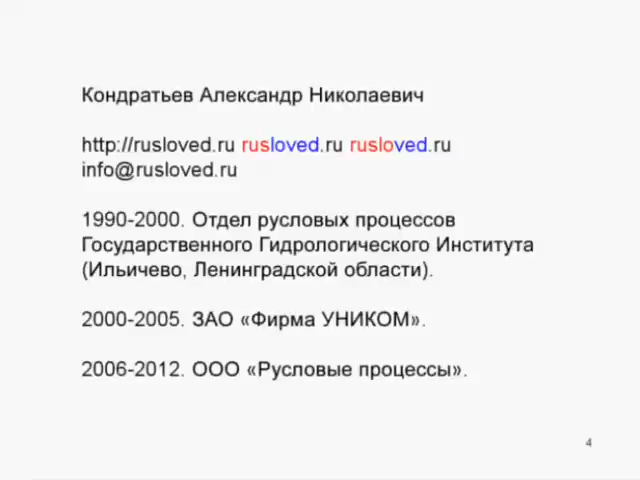 Кондратьев Александр Николаевич
http://rusloved.ru rusloved.ru rusloved.ru
info@rusloved.ru
1990-2000. Отдел русловых процессов
Государственного Гидрологического Института
(Ильичево, Ленинградской области).
2000-2005. ЗАО «Фирма УНИКОМ».
2006-2012. ООО «Русловые процессы».
4